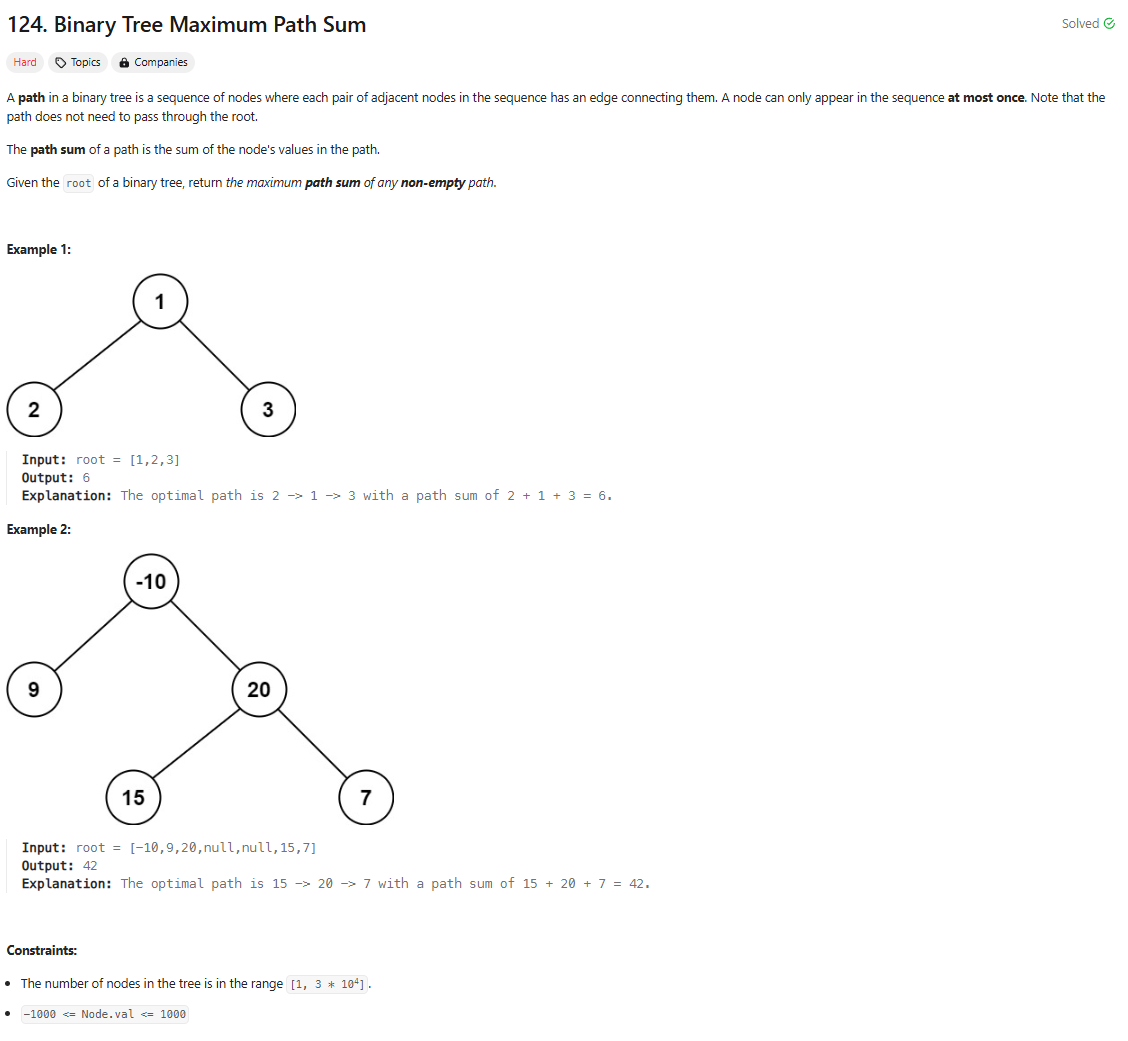 124. Binary Tree Maximum Path Sum
Solved
Hard Topics Companies
A path in a binary tree is a sequence of nodes where each pair of adjacent nodes in the sequence has an edge connecting them. A node can only appear in the sequence at most once. Note that the
path does not need to pass through the root.
The path sum of a path is the sum of the node's values in the path.
Given the root of a binary tree, return the maximum path sum of any non-empty path.
Example 1:
1
2 3
Input: root = [1,2,3]
Output: 6
Explanation: The optimal path is 2 -> 1 -> 3 with a path sum of 2 + 1 + 3 = 6.
Example 2:
-10
9 20
15 7
Input: root = [-10,9,20,null,null,15,7]
Output: 42
Explanation: The optimal path is 15 -> 20 -> 7 with a path sum of 15 + 20 + 7 = 42.
Constraints:
• The number of nodes in the tree is in the range [1, 3 * 10⁴].
• -1000 <= Node.val <= 1000